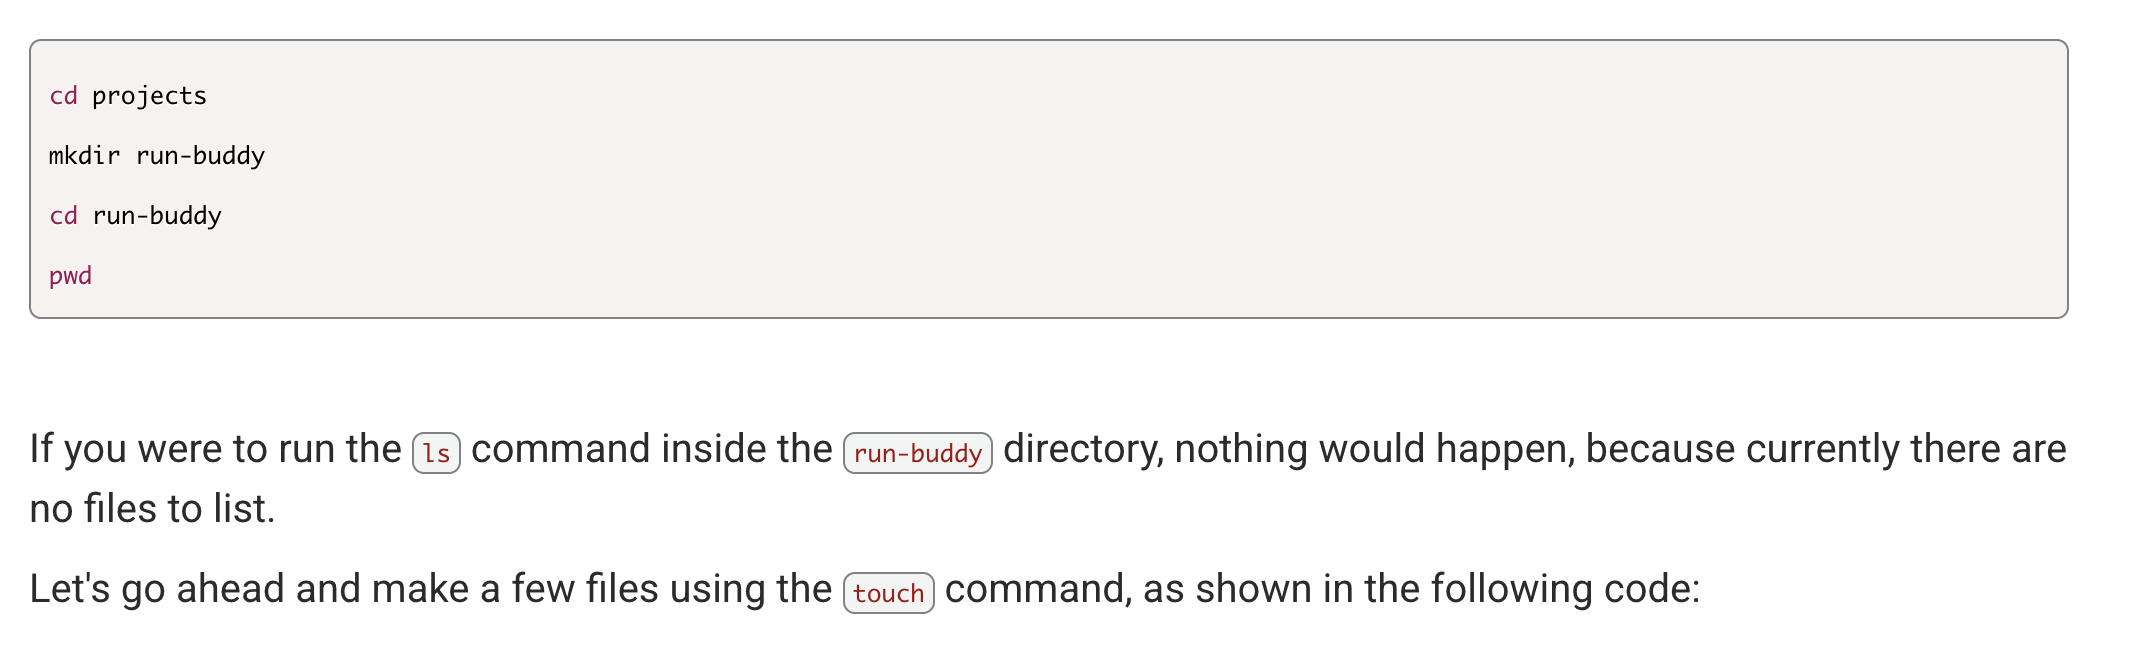 cd projects
mkdir run-buddy
cd run-buddy
pwd
If you were to run the ls command inside the run-buddy directory, nothing would happen, because currently there are
no files to list.
Let's go ahead and make a few files using the touch command, as shown in the following code: